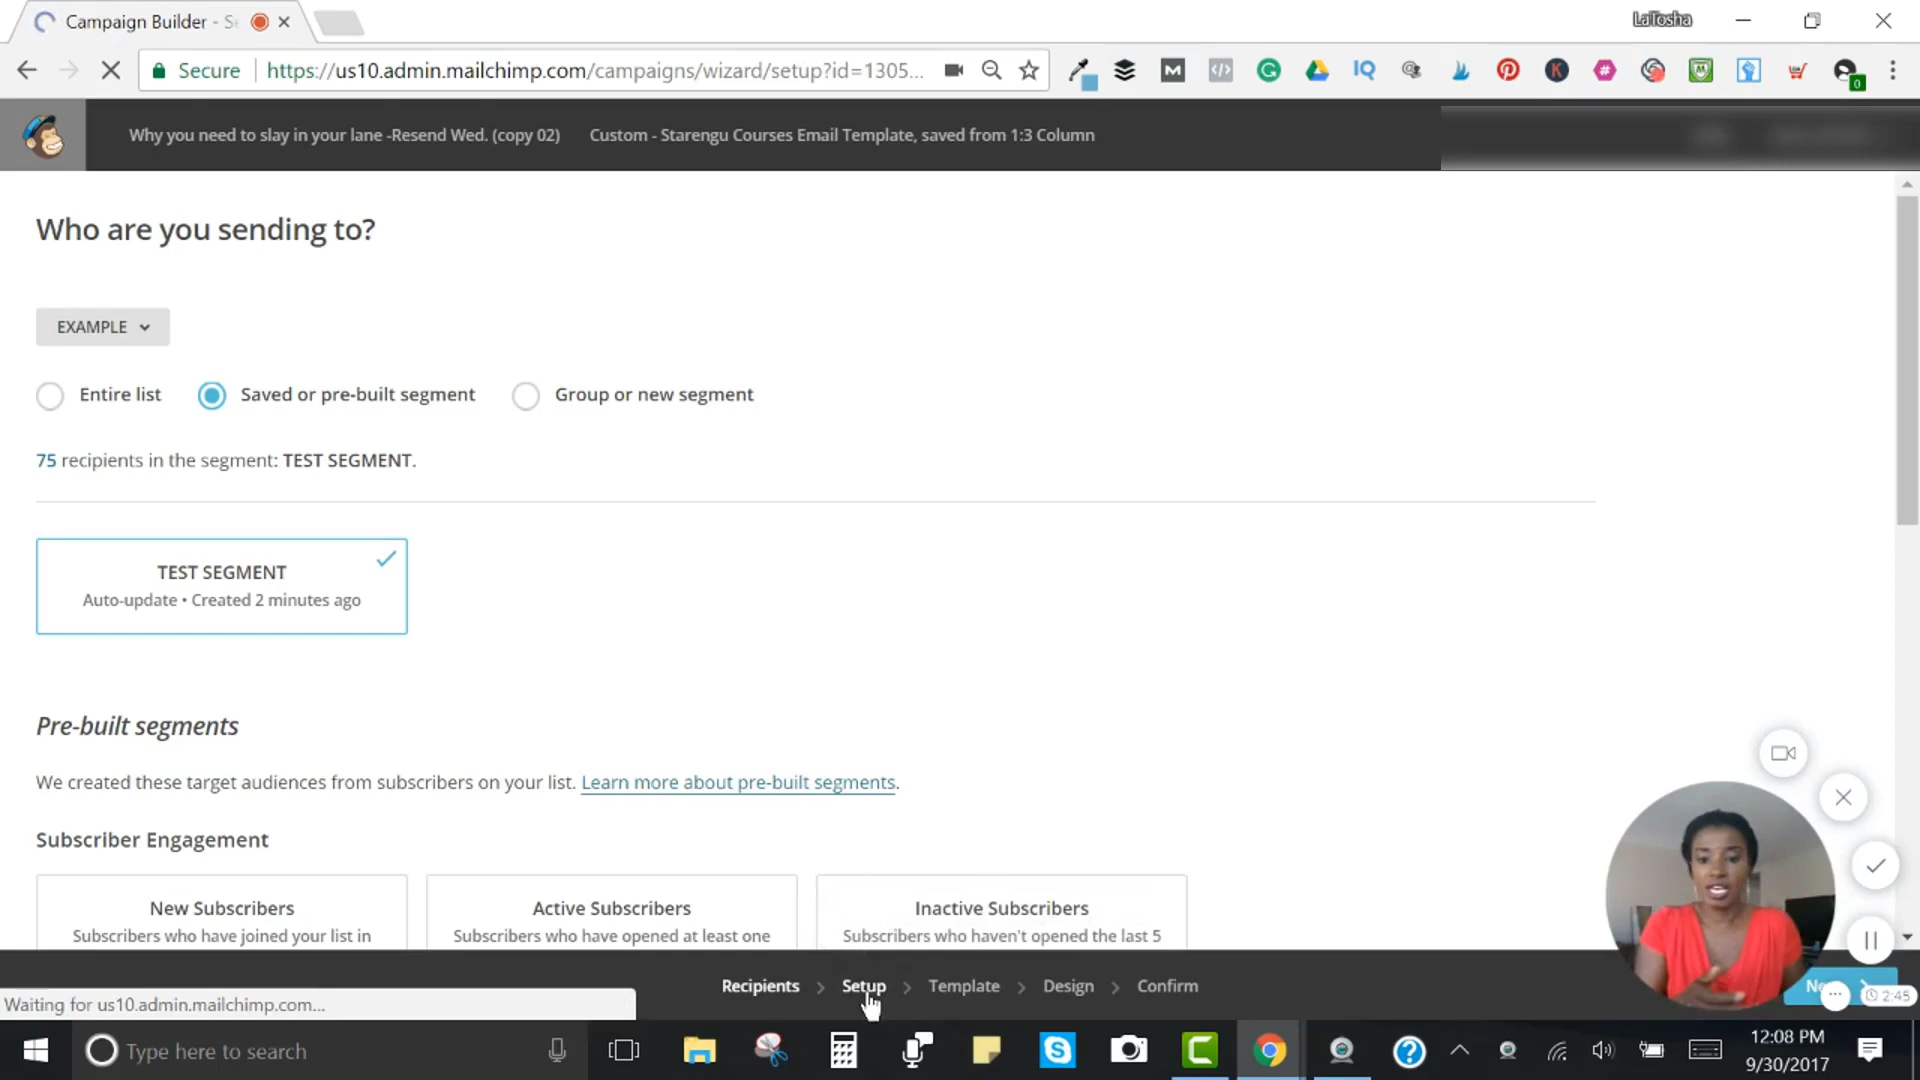 Campaign Builder - S
LaTosha
Secure
https://us10.admin.mailchimp.com/campaigns/wizard/setup?id=1305...
IQ
0
Why you need to slay in your lane -Resend Wed. (copy 02)
Custom - Starengu Courses Email Template, saved from 1:3 Column
Who are you sending to?
EXAMPLE
Entire list
Saved or pre-built segment
Group or new segment
75 recipients in the segment: TEST SEGMENT.
TEST SEGMENT
Auto-update • Created 2 minutes ago
Pre-built segments
We created these target audiences from subscribers on your list. Learn more about pre-built segments.
Subscriber Engagement
New Subscribers
Subscribers who have joined your list in
Active Subscribers
Subscribers who have opened at least one
Inactive Subscribers
Subscribers who haven't opened the last 5
Recipients > Setup > Template > Design > Confirm
2:45
Waiting for us10.admin.mailchimp.com...
Type here to search
12:08 PM
9/30/2017